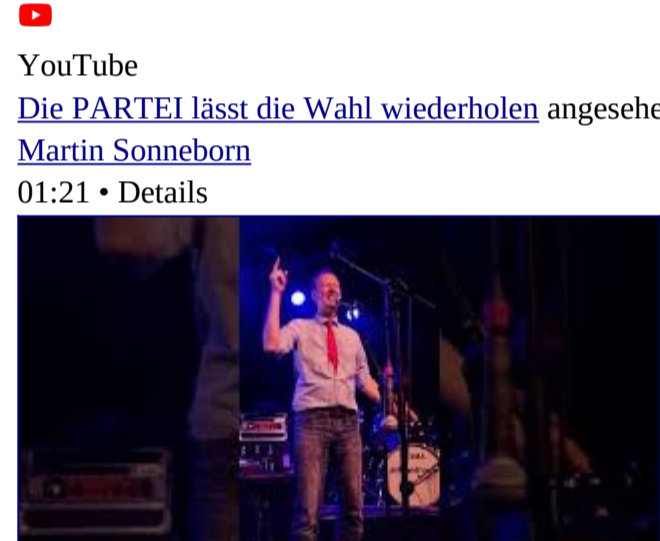 YouTube
Die PARTEI lässt die Wahl wiederholen angesehe
Martin Sonneborn
01:21 • Details